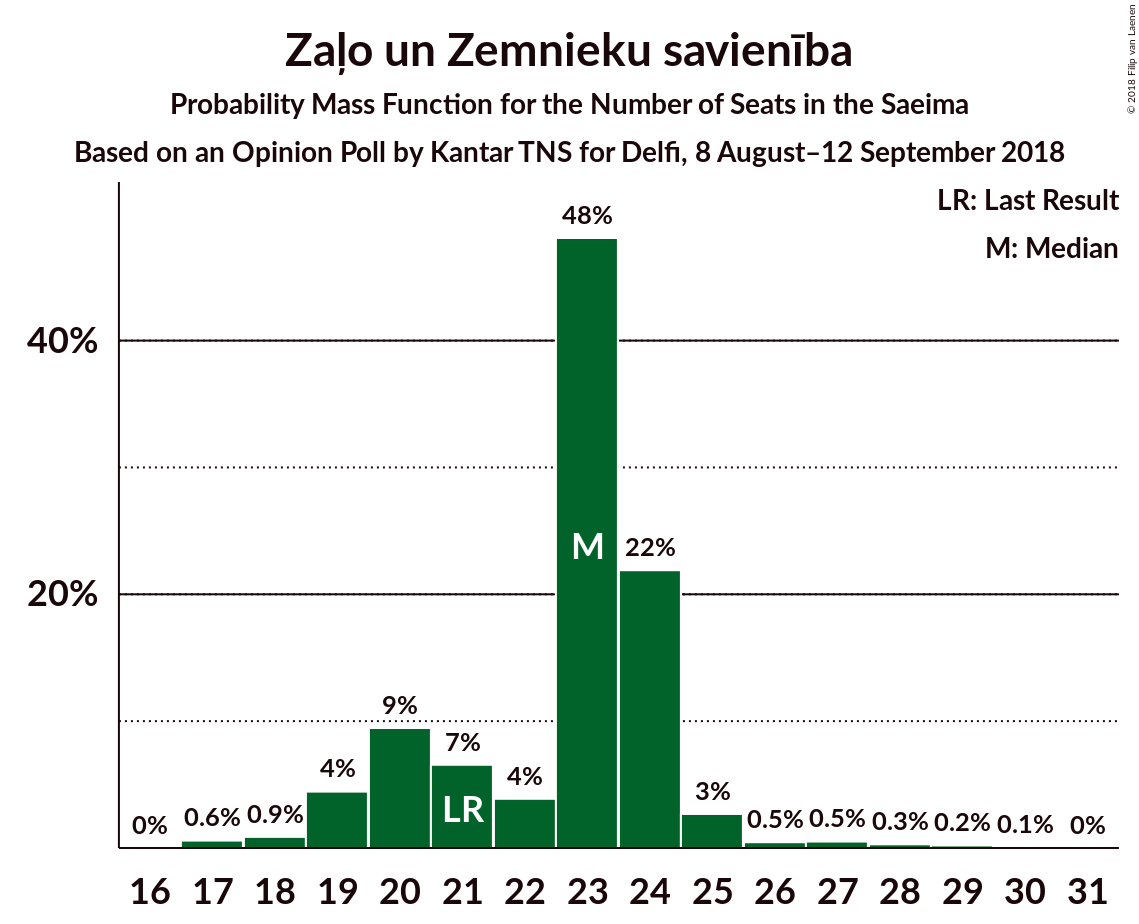 Zaļo un Zemnieku savienība
Probability Mass Function for the Number of Seats in the Saeima
Based on an Opinion Poll by Kantar TNS for Delfi, 8 August–12 September 2018
© 2018 Filip van Laenen
LR: Last Result
M: Median
40%
20%
0% 0.6% 0.9% 4% 9% 7% 4% 48% 22% 3% 0.5% 0.5% 0.3% 0.2% 0.1% 0%
LR M
16 17 18 19 20 21 22 23 24 25 26 27 28 29 30 31